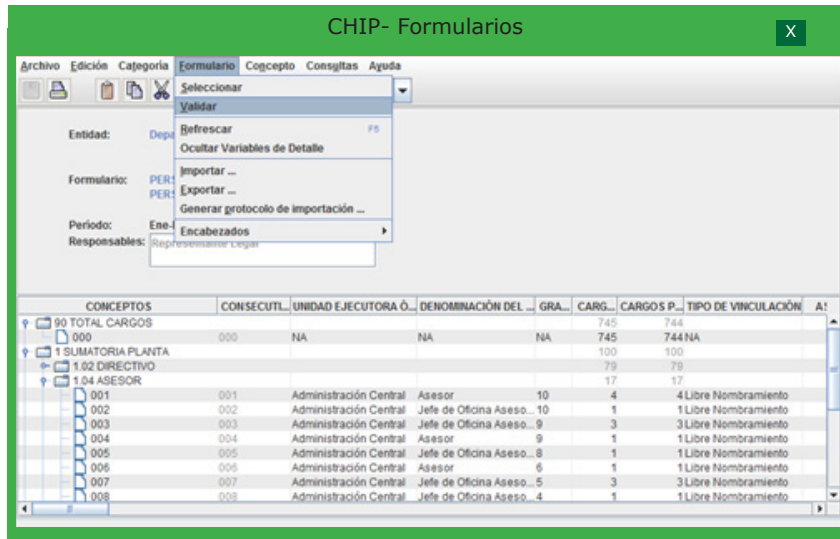 CHIP- Formularios
X
Archivo Edición Categoría Formulario Concepto Consultas Ayuda
Seleccionar
Validar
Refrescar F5
Ocultar Variables de Detalle
Importar ...
Exportar ...
Generar protocolo de importación ...
Encabezados
Entidad: Depa
Formulario: PERS
PERS
Período: Ene-
Responsables: Representante Legal
CONCEPTOS CONSECUTI... UNIDAD EJECUTORA Ó... DENOMINACIÓN DEL ... GRA... CARG... CARGOS P... TIPO DE VINCULACIÓN
90 TOTAL CARGOS 745 744
000 000 NA NA NA 745 744 NA
1 SUMATORIA PLANTA 100 100
1.02 DIRECTIVO 79 79
1.04 ASESOR 17 17
001 001 Administración Central Asesor 10 4 4 Libre Nombramiento
002 002 Administración Central Jefe de Oficina Aseso... 10 1 1 Libre Nombramiento
003 003 Administración Central Jefe de Oficina Aseso... 9 3 3 Libre Nombramiento
004 004 Administración Central Asesor 9 1 1 Libre Nombramiento
005 005 Administración Central Jefe de Oficina Aseso... 8 1 1 Libre Nombramiento
006 006 Administración Central Asesor 6 1 1 Libre Nombramiento
007 007 Administración Central Jefe de Oficina Aseso... 5 3 3 Libre Nombramiento
008 008 Administración Central Jefe de Oficina Aseso... 4 1 1 Libre Nombramiento